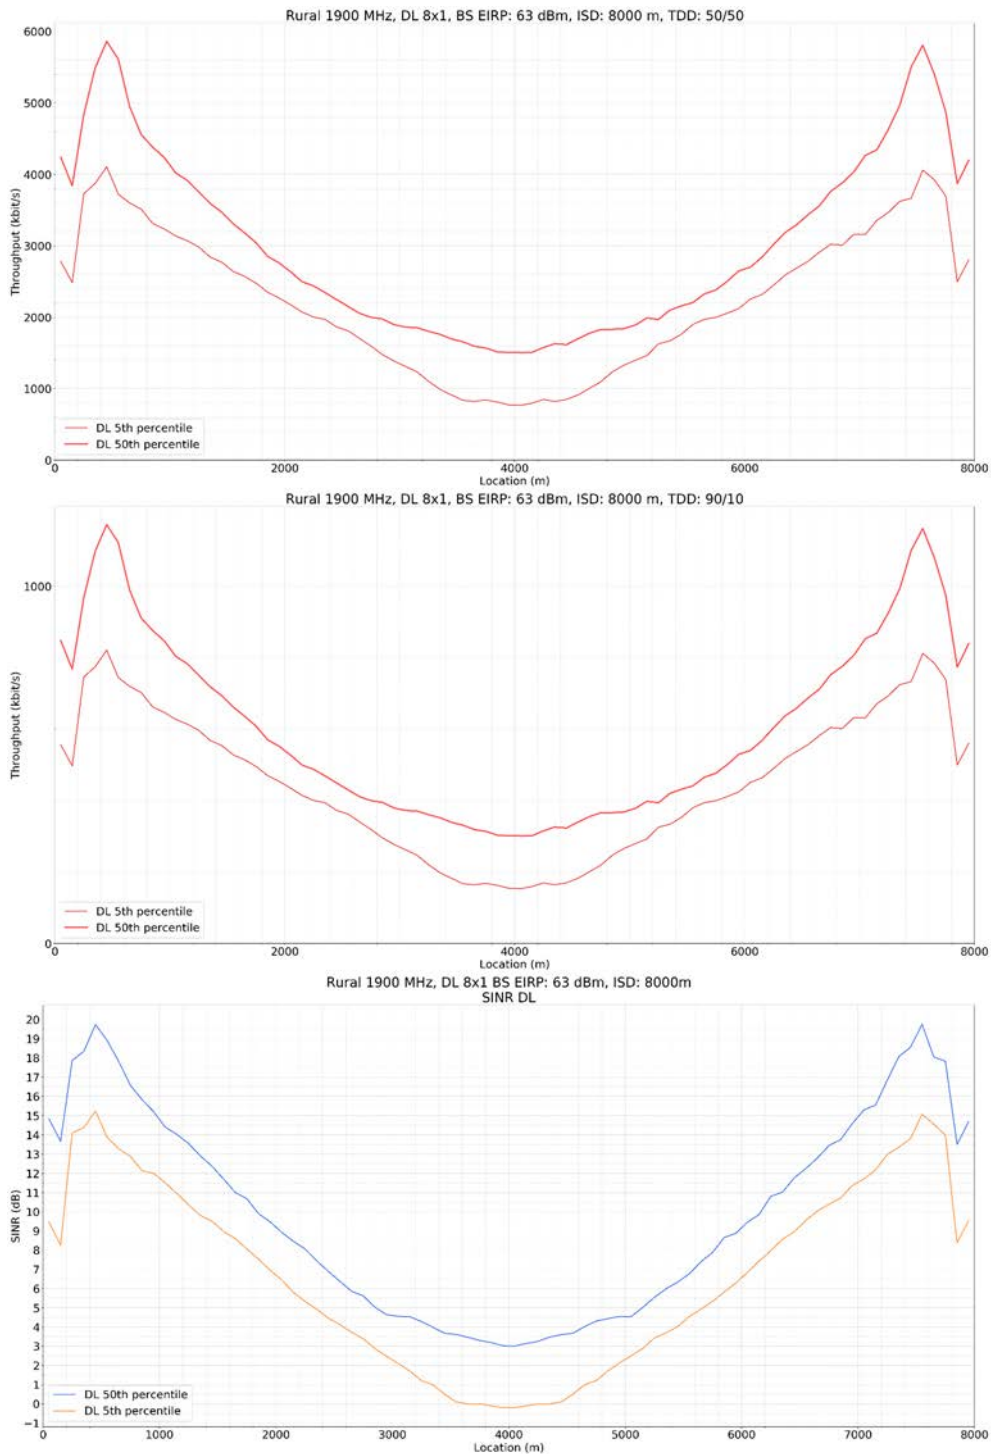 Rural 1900 MHz, DL 8x1, BS EIRP: 63 dBm, ISD: 8000 m, TDD: 50/50
6000
5000
4000
3000
2000
1000
0
Throughput (kbit/s)
DL 5th percentile
DL 50th percentile
0 2000 4000 6000 8000
Location (m)
Rural 1900 MHz, DL 8x1, BS EIRP: 63 dBm, ISD: 8000 m, TDD: 90/10
1000
0
Throughput (kbit/s)
DL 5th percentile
DL 50th percentile
0 2000 4000 6000 8000
Location (m)
Rural 1900 MHz, DL 8x1 BS EIRP: 63 dBm, ISD: 8000m
SINR DL
20
19
18
17
16
15
14
13
12
11
10
9
8
7
6
5
4
3
2
1
0
−1
SINR (dB)
DL 50th percentile
DL 5th percentile
0 1000 2000 3000 4000 5000 6000 7000 8000
Location (m)